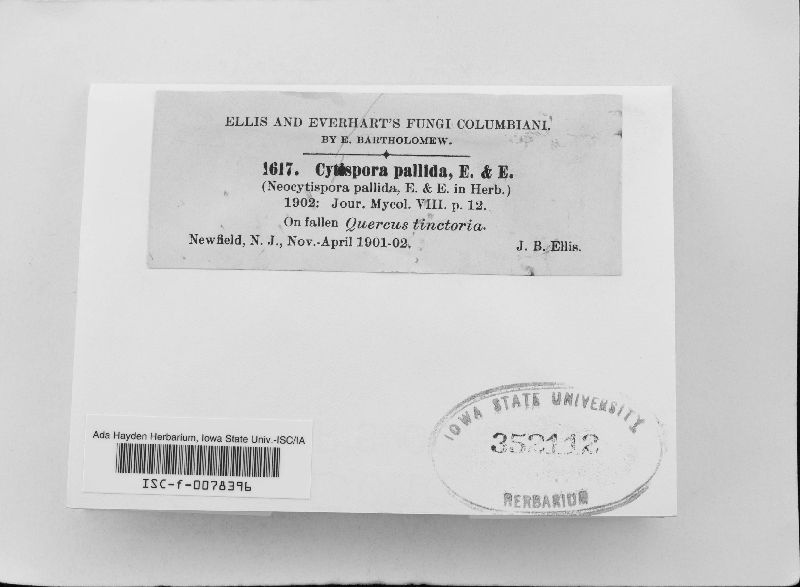 ELLIS AND EVERHART'S FUNGI COLUMBIANI.
BY E. BARTHOLOMEW.
1617. Cytispora pallida, E. & E.
(Neocytispora pallida, E. & E. in Herb.)
1902: Jour. Mycol. VIII. p. 12.
On fallen Quercus tinctoria.
Newfield, N. J., Nov.-April 1901-02. J. B. Ellis.
IOWA STATE UNIVERSITY
352112
HERBARIUM
Ada Hayden Herbarium, Iowa State Univ.-ISC/IA
ISC-f-0078396